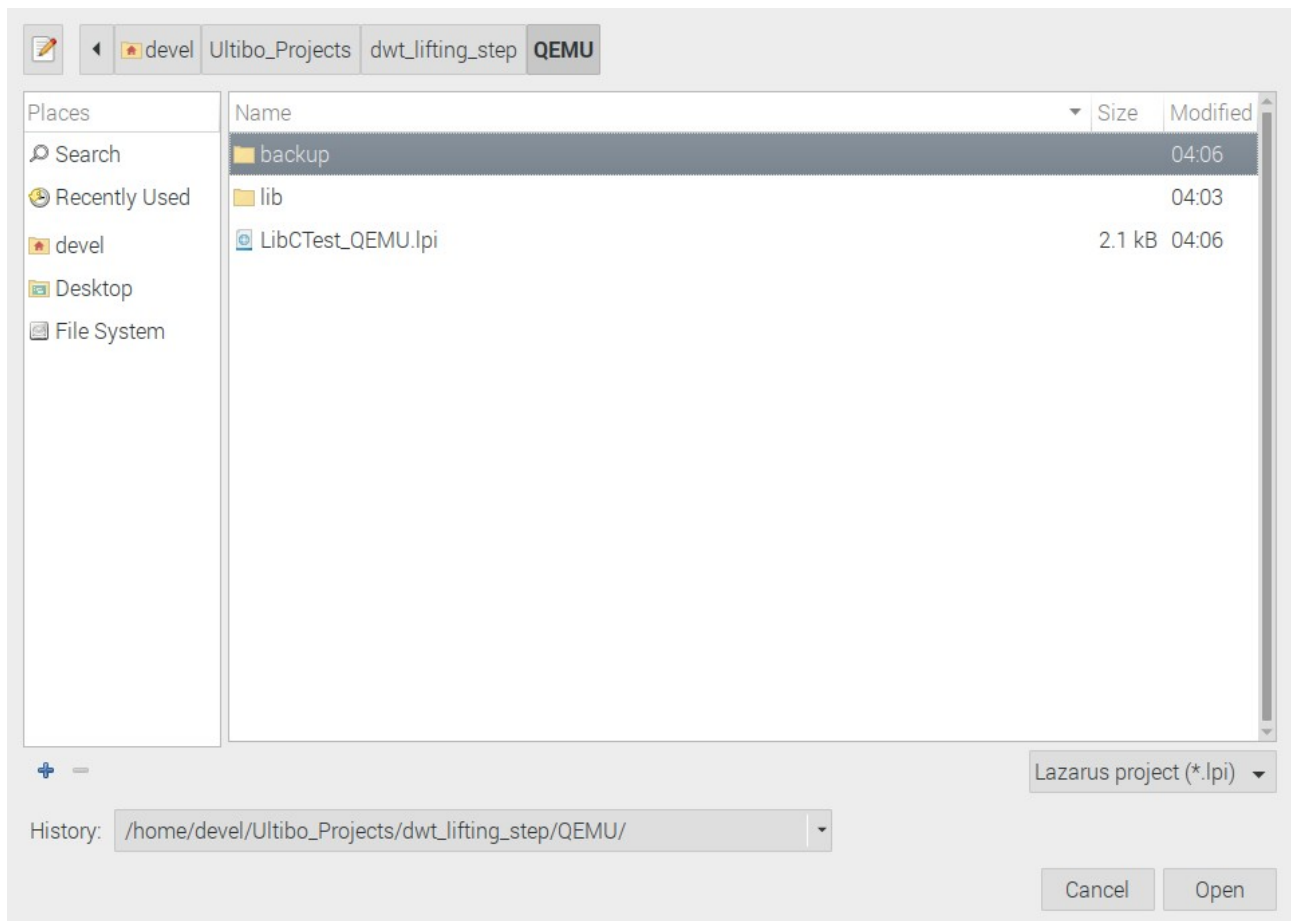 devel Ultibo_Projects dwt_lifting_step QEMU
Places
Search
Recently Used
devel
Desktop
File System
Name Size Modified
backup 04:06
lib 04:03
LibCTest_QEMU.lpi 2.1 kB 04:06
Lazarus project (*.lpi)
History: /home/devel/Ultibo_Projects/dwt_lifting_step/QEMU/
Cancel Open